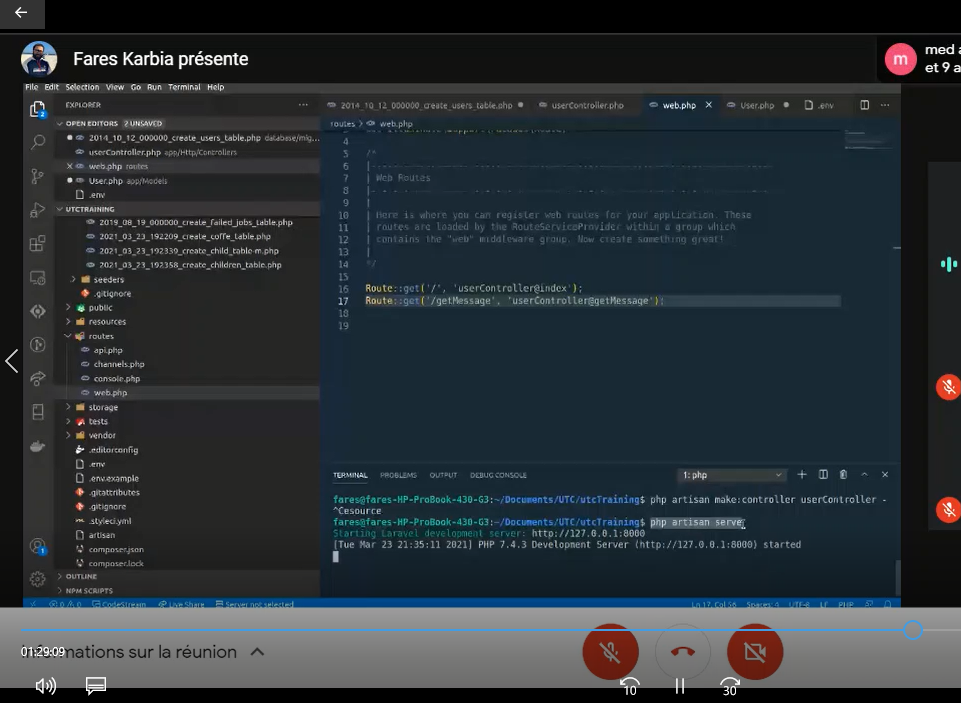 Fares Karbia présente
m
med a
et 9 a
File Edit Selection View Go Run Terminal Help
EXPLORER
OPEN EDITORS 2 UNSAVED
2014_10_12_000000_create_users_table.php database/mig...
userController.php app/Http/Controllers
web.php routes
User.php app/Models
.env
UTCTRAINING
2019_08_19_000000_create_failed_jobs_table.php
2021_03_23_192209_create_coffe_table.php
2021_03_23_192339_create_child_table-m.php
2021_03_23_192358_create_children_table.php
seeders
.gitignore
public
resources
routes
api.php
channels.php
console.php
web.php
storage
tests
vendor
.editorconfig
.env
.env.example
.gitattributes
.gitignore
.styleci.yml
artisan
composer.json
composer.lock
OUTLINE
NPM SCRIPTS
2014_10_12_000000_create_users_table.php
userController.php
web.php
User.php
.env
routes > web.php
4
5 /*
6
7 | Web Routes
8
9 |
10 | Here is where you can register web routes for your application. These
11 | routes are loaded by the RouteServiceProvider within a group which
12 | contains the "web" middleware group. Now create something great!
13 |
14 */
15
16 Route::get('/', 'userController@index');
17 Route::get('/getMessage', 'userController@getMessage');
18
19
TERMINAL PROBLEMS OUTPUT DEBUG CONSOLE
1: php
fares@fares-HP-ProBook-430-G3:~/Documents/UTC/utcTraining$ php artisan make:controller userController -
^Cesource
fares@fares-HP-ProBook-430-G3:~/Documents/UTC/utcTraining$ php artisan serve
Starting Laravel development server: http://127.0.0.1:8000
[Tue Mar 23 21:35:11 2021] PHP 7.4.3 Development Server (http://127.0.0.1:8000) started
0 0 CodeStream Live Share Server not selected
Ln 17, Col 56 Spaces: 4 UTF-8 LF PHP
01:29:09
mations sur la réunion
10
30